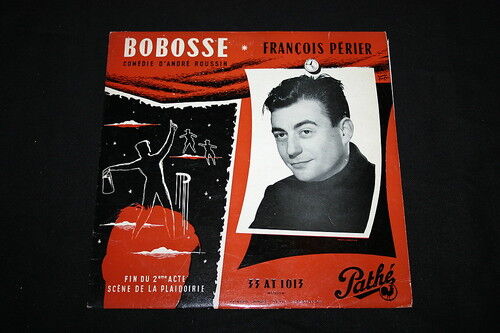 BOBOSSE * FRANÇOIS PÉRIER
COMÉDIE D'ANDRÉ ROUSSIN
FIN DU 2ème ACTE
SCÈNE DE LA PLAIDOIRIE
33 AT 1013
Pathé